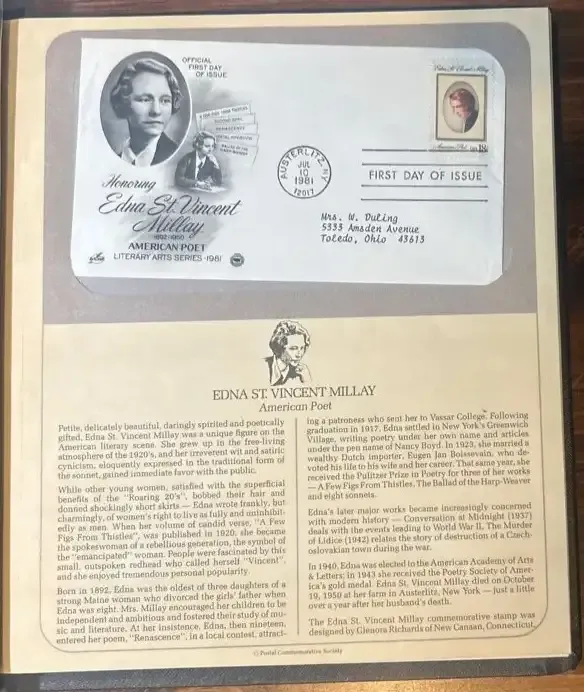 OFFICIAL
FIRST DAY
OF ISSUE
RENASCENCE
Honoring
Edna St. Vincent
Millay
1892-1950
AMERICAN POET
LITERARY ARTS SERIES · 1981
AUSTERLITZ, NY
JUL
10
1981
12017
Edna St. Vincent Millay
American Poet USA 18c
FIRST DAY OF ISSUE
Mrs. W. Duling
5333 Amsden Avenue
Toledo, Ohio 43613
EDNA ST. VINCENT MILLAY
American Poet
Petite, delicately beautiful, daringly spirited and poetically
gifted, Edna St. Vincent Millay was a unique figure on the
American literary scene. She grew up in the free-living
atmosphere of the 1920's, and her irreverent wit and satiric
cynicism, eloquently expressed in the traditional form of
the sonnet, gained immediate favor with the public.
While other young women, satisfied with the superficial
benefits of the "Roaring 20's", bobbed their hair and
donned shockingly short skirts — Edna wrote frankly, but
charmingly, of women's right to live as fully and uninhibit-
edly as men. When her volume of candid verse, "A Few
Figs From Thistles", was published in 1920, she became
the spokeswoman of a rebellious generation, the symbol of
the "emancipated" woman. People were fascinated by this
small, outspoken redhead who called herself "Vincent",
and she enjoyed tremendous personal popularity.
Born in 1892, Edna was the oldest of three daughters of a
strong Maine woman who divorced the girls' father when
Edna was eight. Mrs. Millay encouraged her children to be
independent and ambitious and fostered their study of mu-
sic and literature. At her insistence, Edna, then nineteen,
entered her poem, "Renascence", in a local contest, attract-
ing a patroness who sent her to Vassar College. Following
graduation in 1917, Edna settled in New York's Greenwich
Village, writing poetry under her own name and articles
under the pen name of Nancy Boyd. In 1923, she married a
wealthy Dutch importer, Eugen Jan Boissevain, who de-
voted his life to his wife and her career. That same year, she
received the Pulitzer Prize in Poetry for three of her works
— A Few Figs From Thistles, The Ballad of the Harp-Weaver
and eight sonnets.
Edna's later major works became increasingly concerned
with modern history — Conversation at Midnight (1937)
deals with the events leading to World War II, The Murder
of Lidice (1942) relates the story of destruction of a Czech-
oslovakian town during the war.
In 1940, Edna was elected to the American Academy of Arts
& Letters; in 1943 she received the Poetry Society of Amer-
ica's gold medal. Edna St. Vincent Millay died on October
19, 1950 at her farm in Austerlitz, New York — just a little
over a year after her husband's death.
The Edna St. Vincent Millay commemorative stamp was
designed by Glenora Richards of New Canaan, Connecticut.
© Postal Commemorative Society